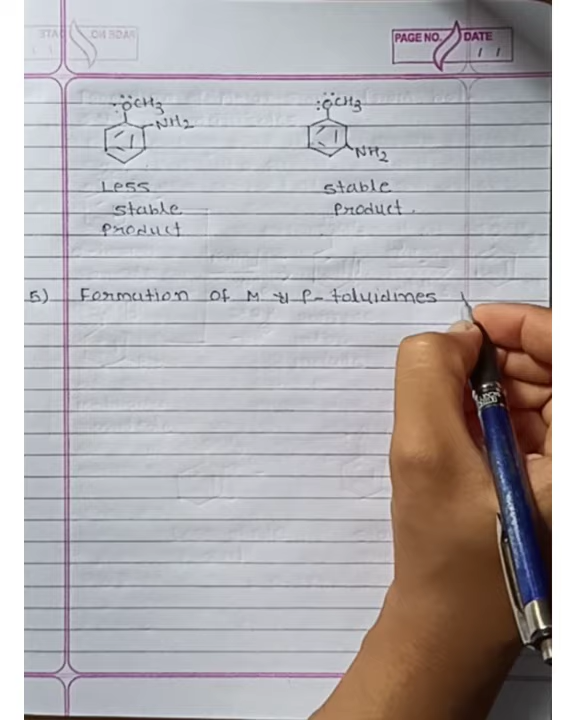 PAGE NO.
DATE
/ /
:ÖCH3
NH2
:ÖCH3
NH2
Less
stable
product
stable
product.
5) Formation of M & P- toluidines